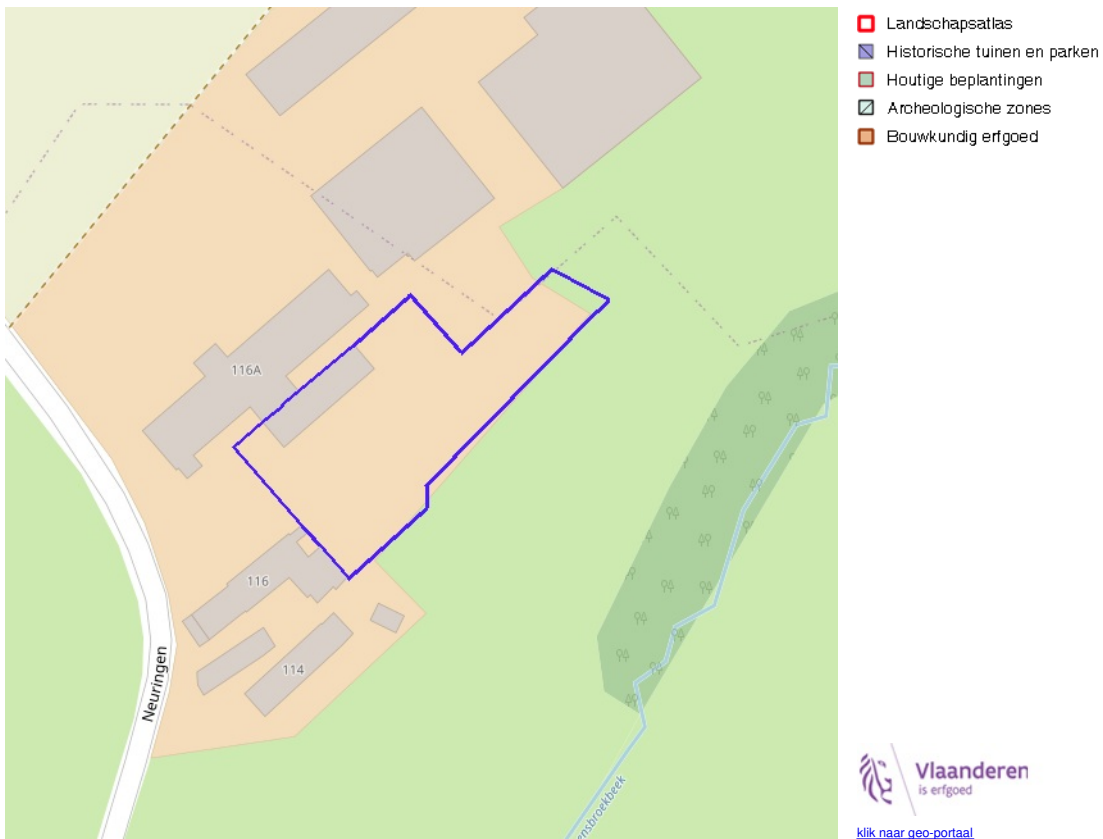 Landschapsatlas
Historische tuinen en parken
Houtige beplantingen
Archeologische zones
Bouwkundig erfgoed
116A
116
114
Neuringen
ensbroekbeek
Vlaanderen
is erfgoed
klik naar geo-portaal